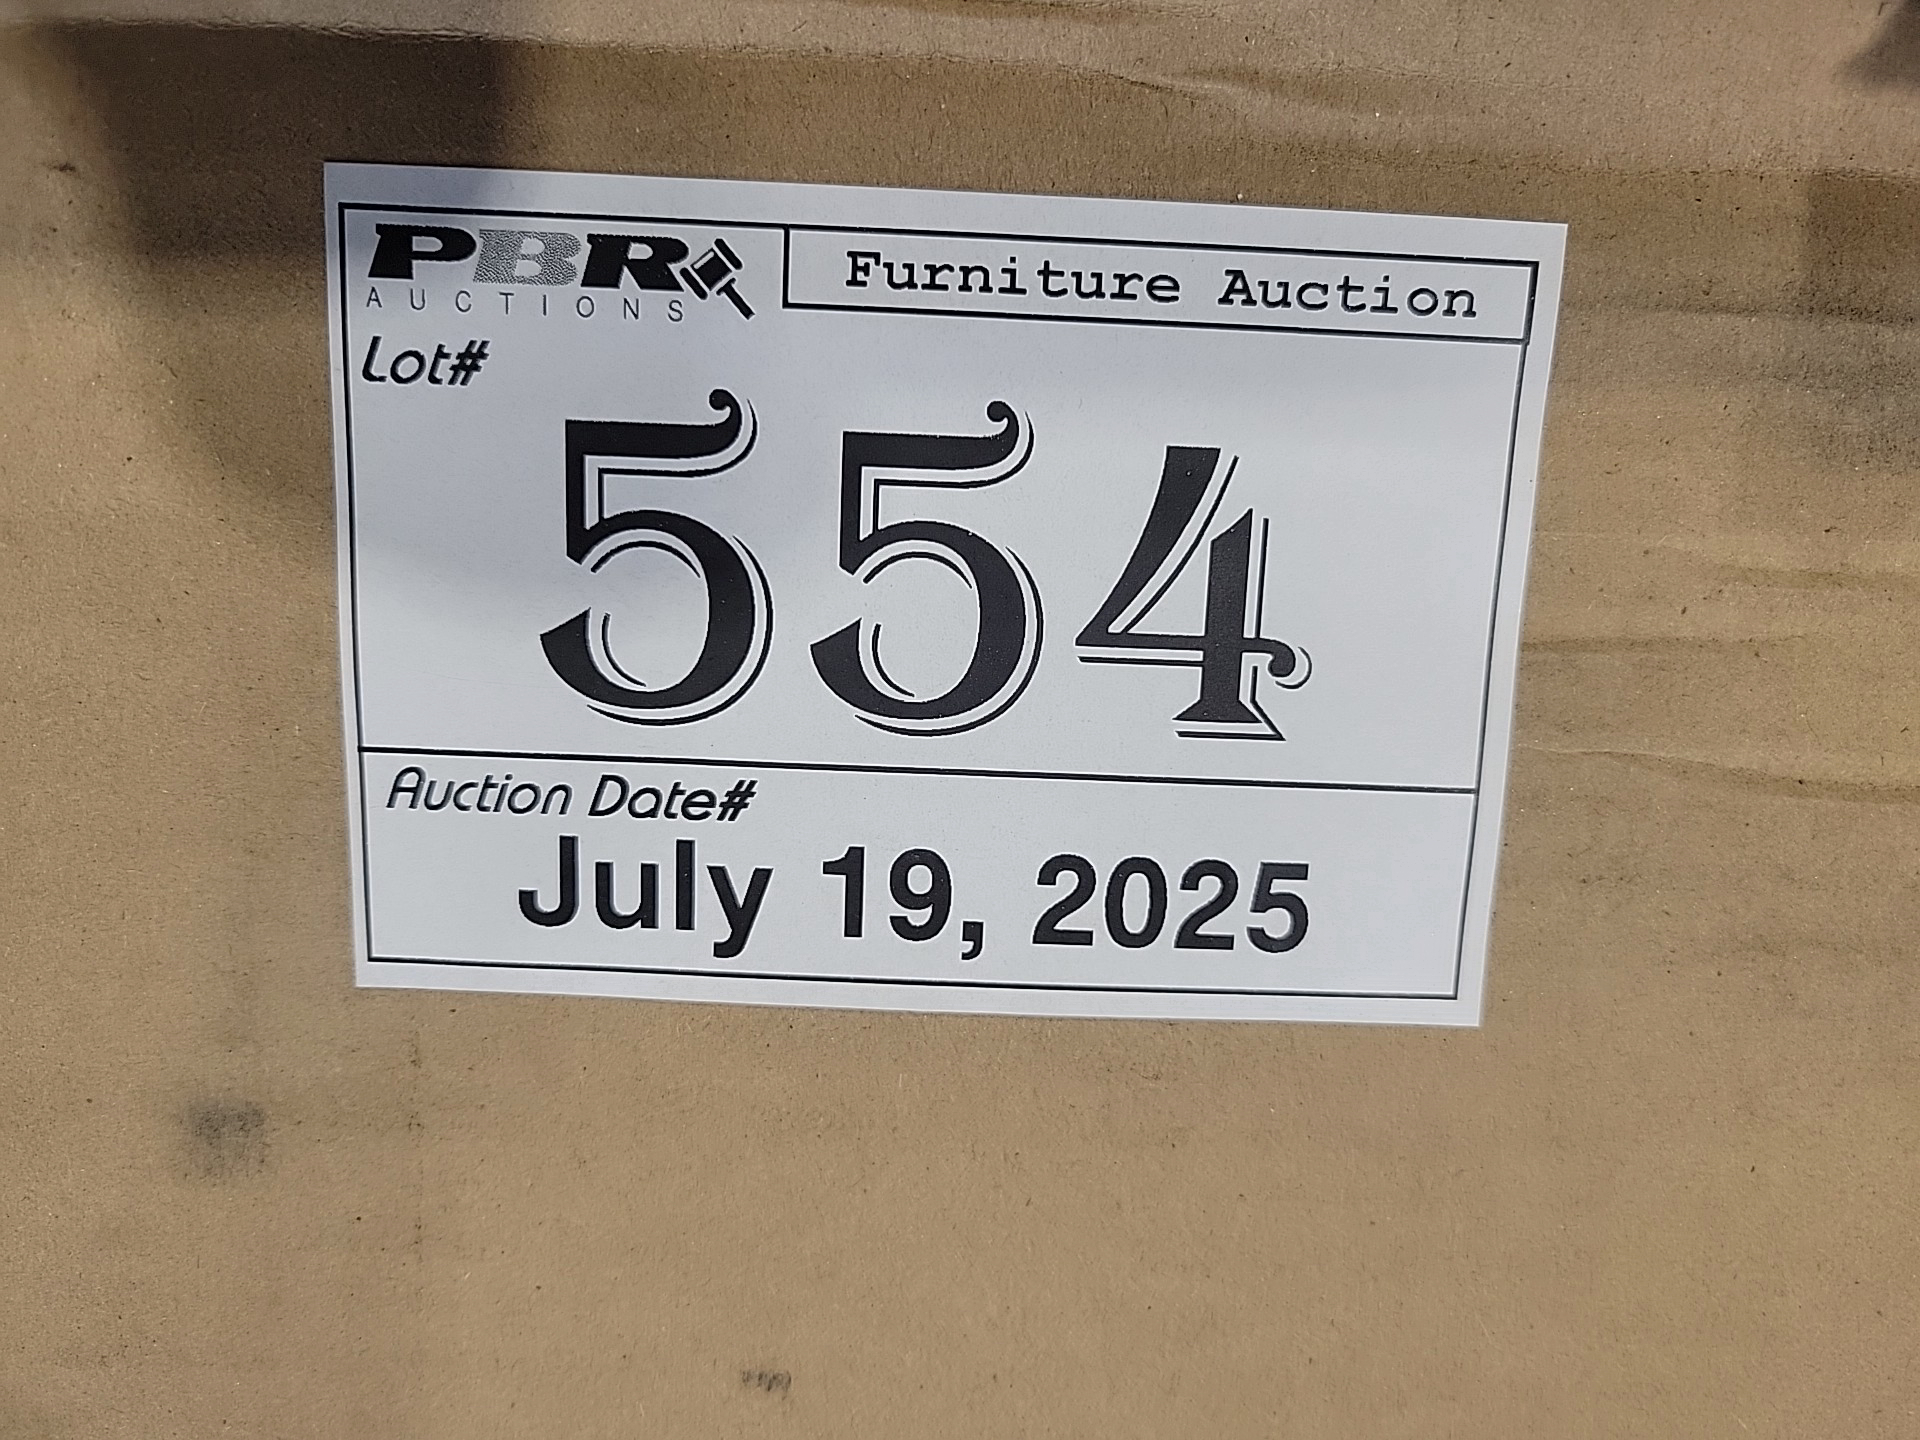 PBR
AUCTIONS
Furniture Auction
Lot#
554
Auction Date#
July 19, 2025